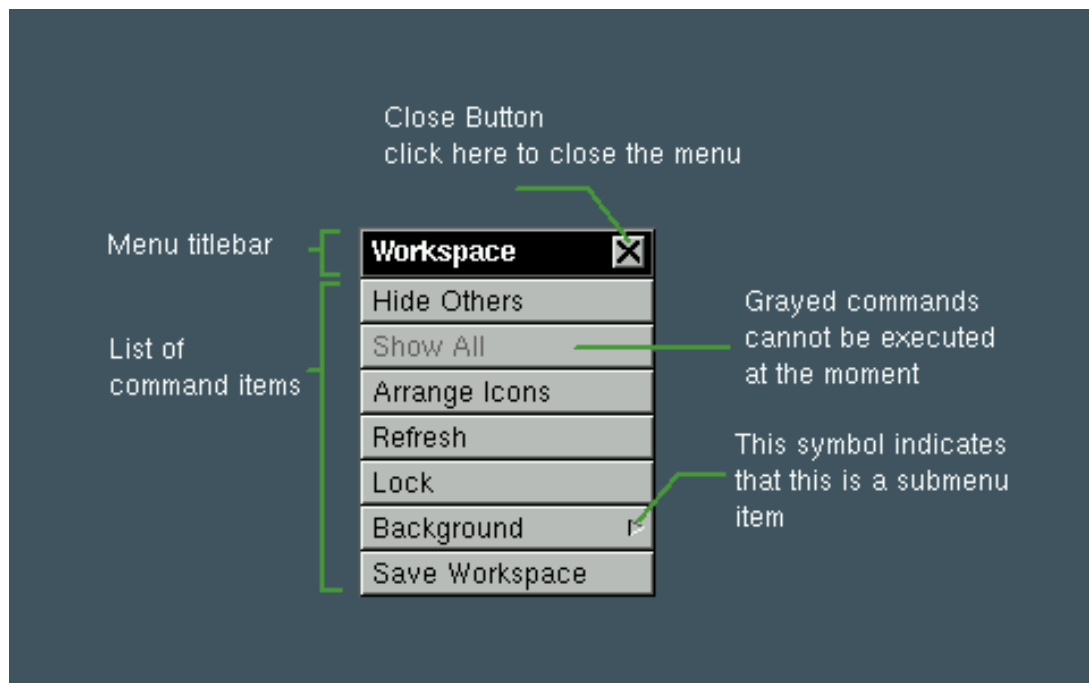 Close Button
click here to close the menu
Menu titlebar
Workspace
Hide Others
Show All
Arrange Icons
Refresh
Lock
Background
Save Workspace
List of
command items
Grayed commands
cannot be executed
at the moment
This symbol indicates
that this is a submenu
item